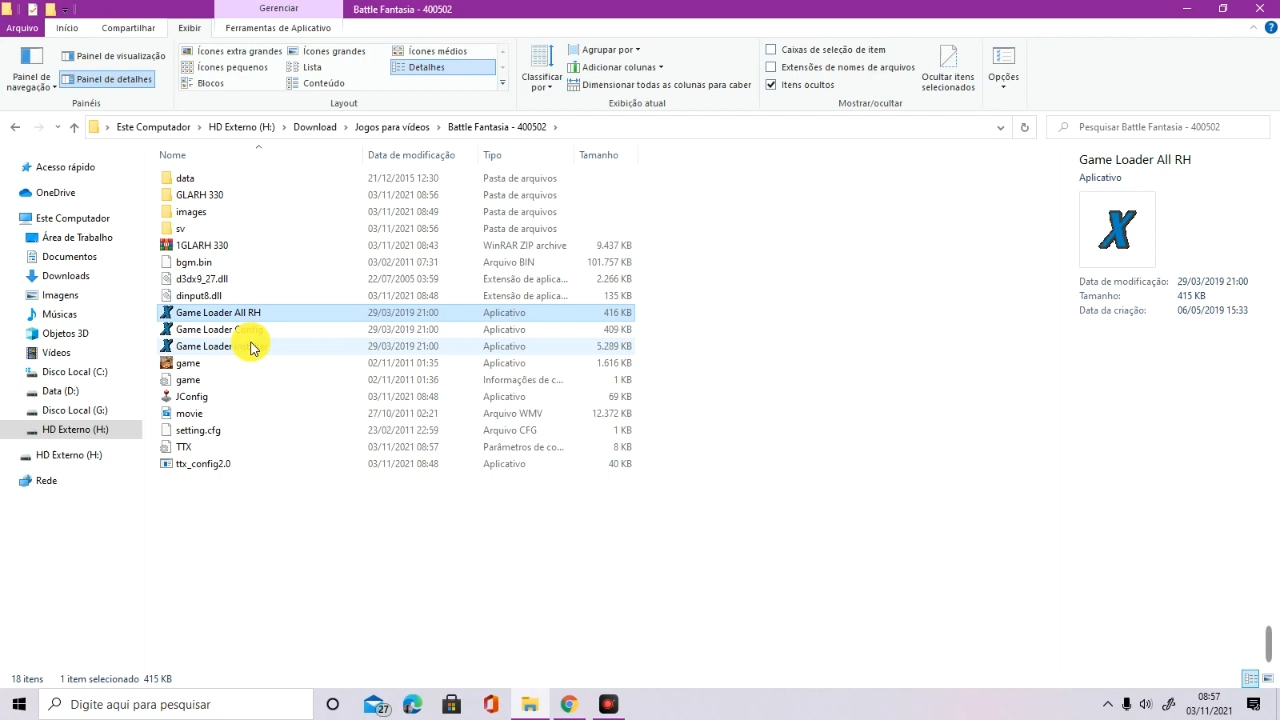 Gerenciar
Battle Fantasia - 400502
Arquivo Início Compartilhar Exibir Ferramentas de Aplicativo
Painel de navegação
Painel de visualização
Painel de detalhes
Painéis
Ícones extra grandes Ícones grandes Ícones médios
Ícones pequenos Lista Detalhes
Blocos Conteúdo
Layout
Classificar por
Agrupar por
Adicionar colunas
Dimensionar todas as colunas para caber
Exibição atual
Caixas de seleção de item
Extensões de nomes de arquivos
Itens ocultos
Ocultar itens selecionados
Mostrar/ocultar
Opções
Este Computador HD Externo (H:) Download Jogos para vídeos Battle Fantasia - 400502
Pesquisar Battle Fantasia - 400502
Acesso rápido
OneDrive
Este Computador
Área de Trabalho
Documentos
Downloads
Imagens
Músicas
Objetos 3D
Vídeos
Disco Local (C:)
Data (D:)
Disco Local (G:)
HD Externo (H:)
HD Externo (H:)
Rede
Nome Data de modificação Tipo Tamanho
data 21/12/2015 12:30 Pasta de arquivos
GLARH 330 03/11/2021 08:56 Pasta de arquivos
images 03/11/2021 08:49 Pasta de arquivos
sv 03/11/2021 08:56 Pasta de arquivos
1GLARH 330 03/11/2021 08:43 WinRAR ZIP archive 9.437 KB
bgm.bin 03/02/2011 07:31 Arquivo BIN 101.757 KB
d3dx9_27.dll 22/07/2005 03:59 Extensão de aplica... 2.266 KB
dinput8.dll 03/11/2021 08:48 Extensão de aplica... 135 KB
Game Loader All RH 29/03/2019 21:00 Aplicativo 416 KB
Game Loader Config 29/03/2019 21:00 Aplicativo 409 KB
Game Loader 29/03/2019 21:00 Aplicativo 5.289 KB
game 02/11/2011 01:35 Aplicativo 1.616 KB
game 02/11/2011 01:36 Informações de c... 1 KB
JConfig 03/11/2021 08:48 Aplicativo 69 KB
movie 27/10/2011 02:21 Arquivo WMV 12.372 KB
setting.cfg 23/02/2011 22:59 Arquivo CFG 1 KB
TTX 03/11/2021 08:57 Parâmetros de co... 8 KB
ttx_config2.0 03/11/2021 08:48 Aplicativo 40 KB
Game Loader All RH
Aplicativo
X
Data de modificação: 29/03/2019 21:00
Tamanho: 415 KB
Data da criação: 06/05/2019 15:33
18 itens 1 item selecionado 415 KB
Digite aqui para pesquisar
27
08:57
03/11/2021